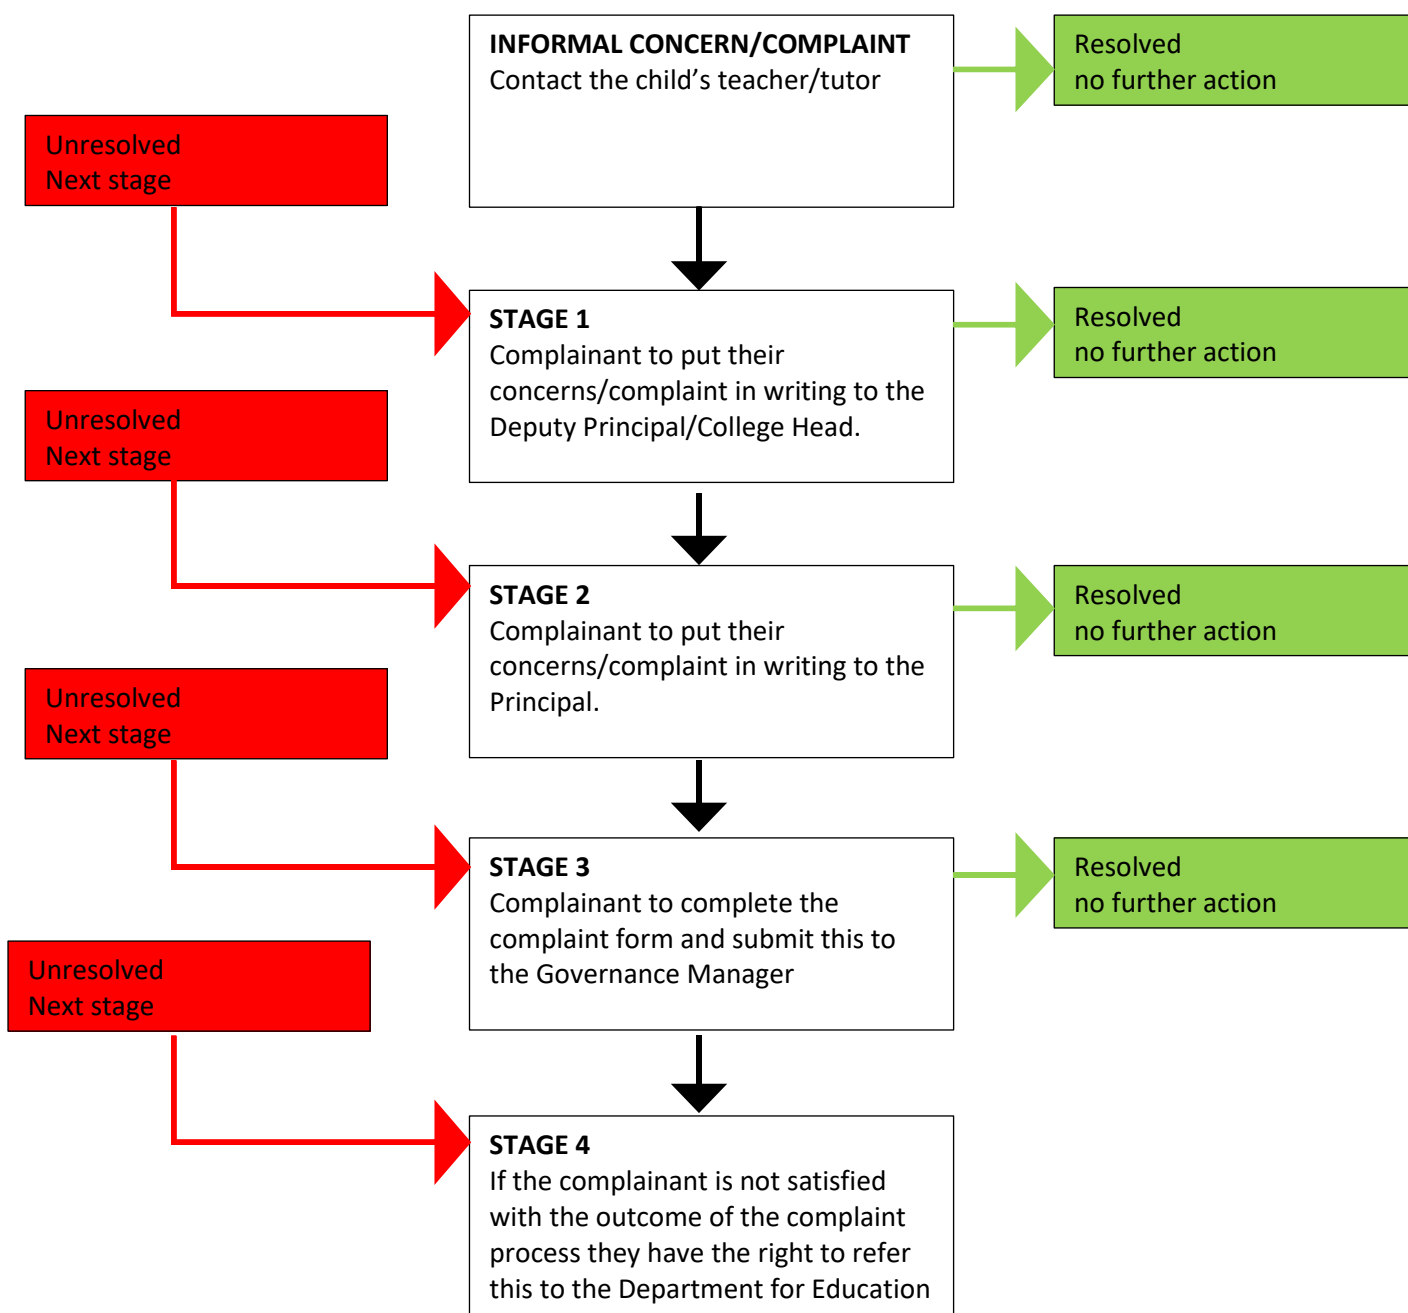 INFORMAL CONCERN/COMPLAINT
Contact the child’s teacher/tutor
Resolved
no further action
Unresolved
Next stage
STAGE 1
Complainant to put their
concerns/complaint in writing to the
Deputy Principal/College Head.
Resolved
no further action
Unresolved
Next stage
STAGE 2
Complainant to put their
concerns/complaint in writing to the
Principal.
Resolved
no further action
Unresolved
Next stage
STAGE 3
Complainant to complete the
complaint form and submit this to
the Governance Manager
Resolved
no further action
Unresolved
Next stage
STAGE 4
If the complainant is not satisfied
with the outcome of the complaint
process they have the right to refer
this to the Department for Education